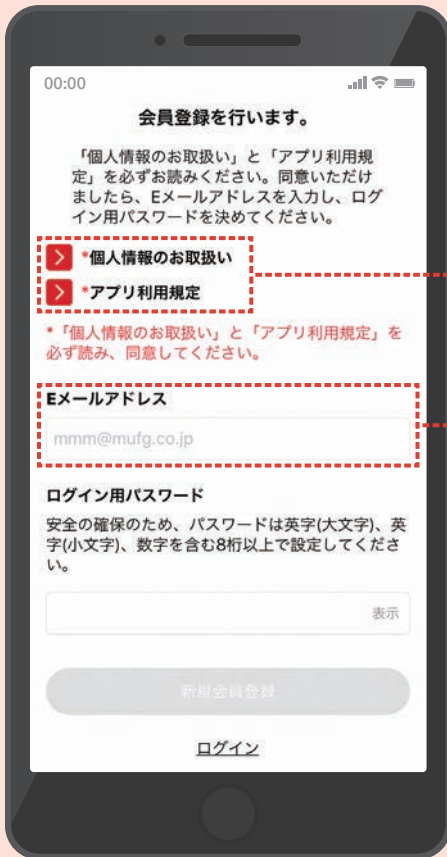 00:00
会員登録を行います。
「個人情報のお取扱い」と「アプリ利用規
定」を必ずお読みください。同意いただけ
ましたら、Eメールアドレスを入力し、ログ
イン用パスワードを決めてください。
*個人情報のお取扱い
*アプリ利用規定
*「個人情報のお取扱い」と「アプリ利用規定」を
必ず読み、同意してください。
Eメールアドレス
mmm@mufg.co.jp
ログイン用パスワード
安全の確保のため、パスワードは英字(大文字)、英
字(小文字)、数字を含む8桁以上で設定してくださ
い。
表示
新規会員登録
ログイン